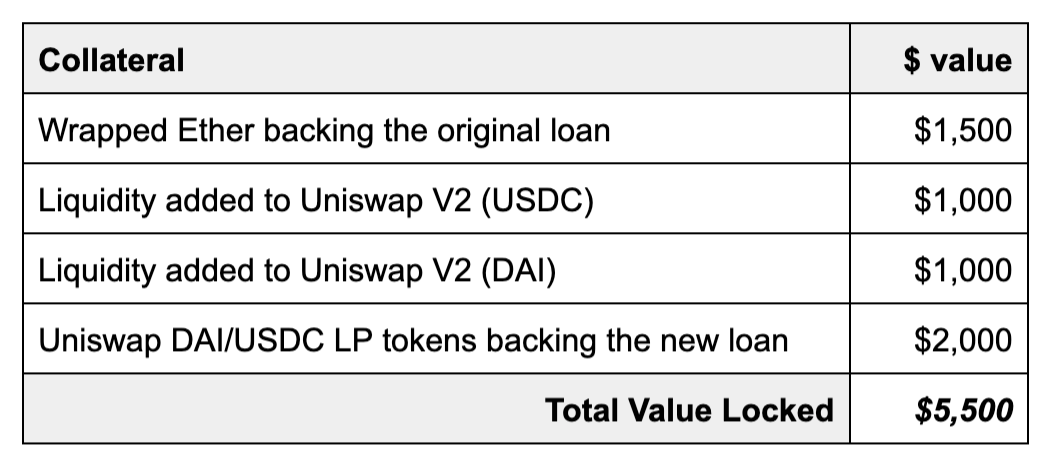 Collateral $ value
Wrapped Ether backing the original loan $1,500
Liquidity added to Uniswap V2 (USDC) $1,000
Liquidity added to Uniswap V2 (DAI) $1,000
Uniswap DAI/USDC LP tokens backing the new loan $2,000
Total Value Locked $5,500